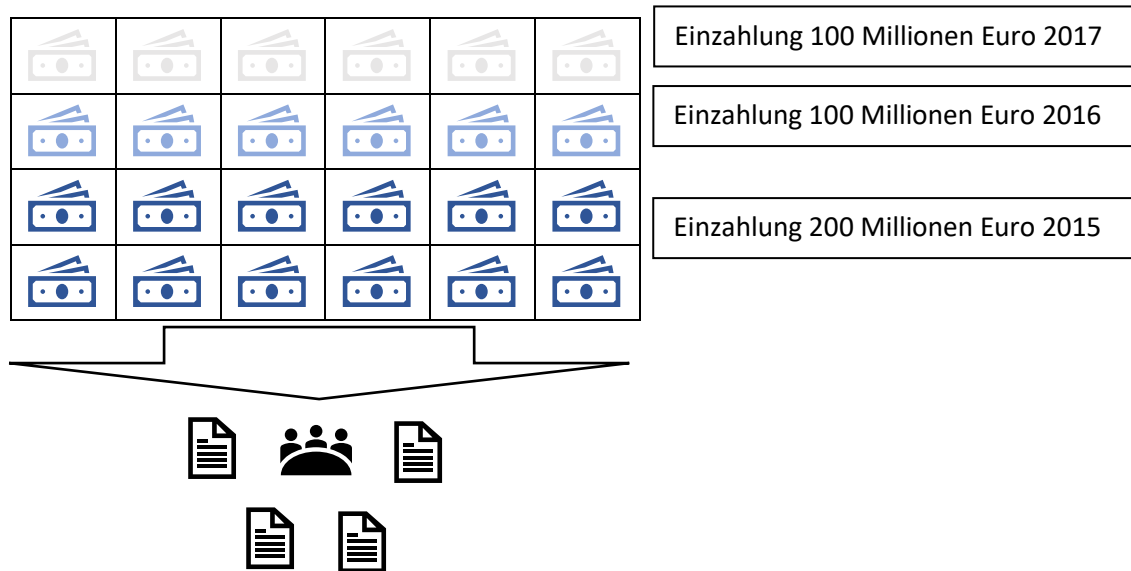 Einzahlung 100 Millionen Euro 2017
Einzahlung 100 Millionen Euro 2016
Einzahlung 200 Millionen Euro 2015